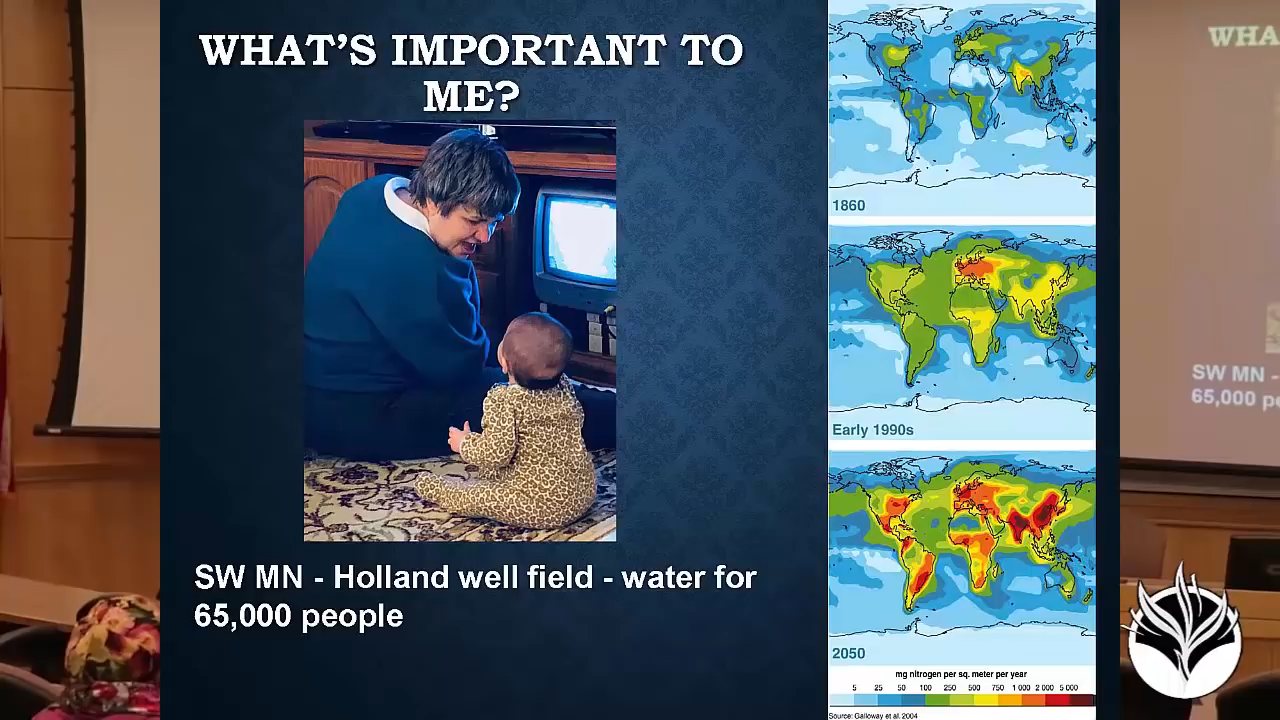 WHAT'S IMPORTANT TO
ME?
SW MN - Holland well field - water for
65,000 people
1860
Early 1990s
2050
mg nitrogen per sq. meter per year
5 25 50 100 250 500 750 1 000 2 000 5 000
Source: Galloway et al. 2004
WHA
SW MN -
65,000 pe